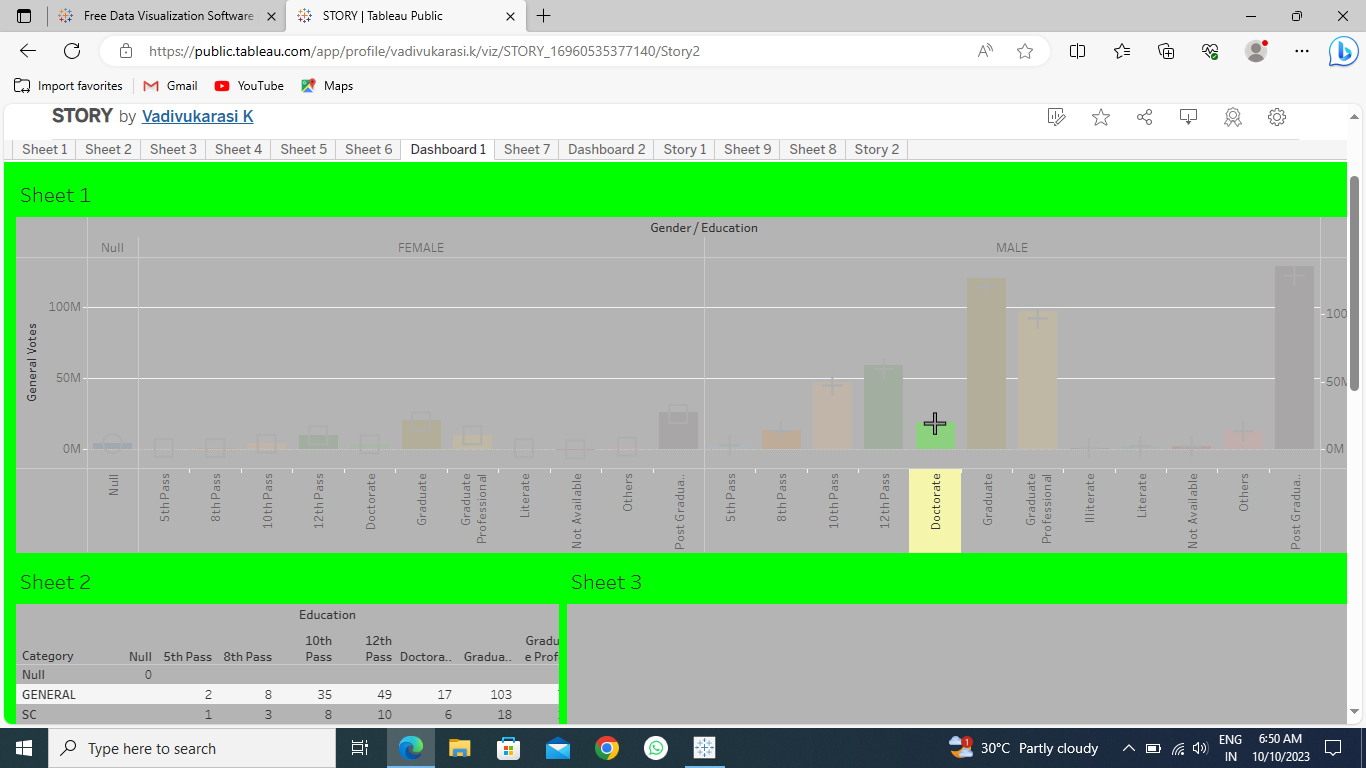 Free Data Visualization Software
STORY | Tableau Public
https://public.tableau.com/app/profile/vadivukarasi.k/viz/STORY_16960535377140/Story2
Import favorites
Gmail
YouTube
Maps
STORY by Vadivukarasi K
Sheet 1 Sheet 2 Sheet 3 Sheet 4 Sheet 5 Sheet 6 Dashboard 1 Sheet 7 Dashboard 2 Story 1 Sheet 9 Sheet 8 Story 2
Sheet 1
Gender / Education
Null FEMALE MALE
General Votes
100M
50M
0M
100
50M
0M
Null
5th Pass
8th Pass
10th Pass
12th Pass
Doctorate
Graduate
Graduate
Professional
Literate
Not Available
Others
Post Gradua..
5th Pass
8th Pass
10th Pass
12th Pass
Doctorate
Graduate
Graduate
Professional
Illiterate
Literate
Not Available
Others
Post Gradua..
Sheet 2
Sheet 3
Education
Category Null 5th Pass 8th Pass 10th Pass 12th Pass Doctora.. Gradua.. Gradu e Prof
Null 0
GENERAL 2 8 35 49 17 103
SC 1 3 8 10 6 18
Type here to search
1
30°C Partly cloudy
ENG
IN
6:50 AM
10/10/2023